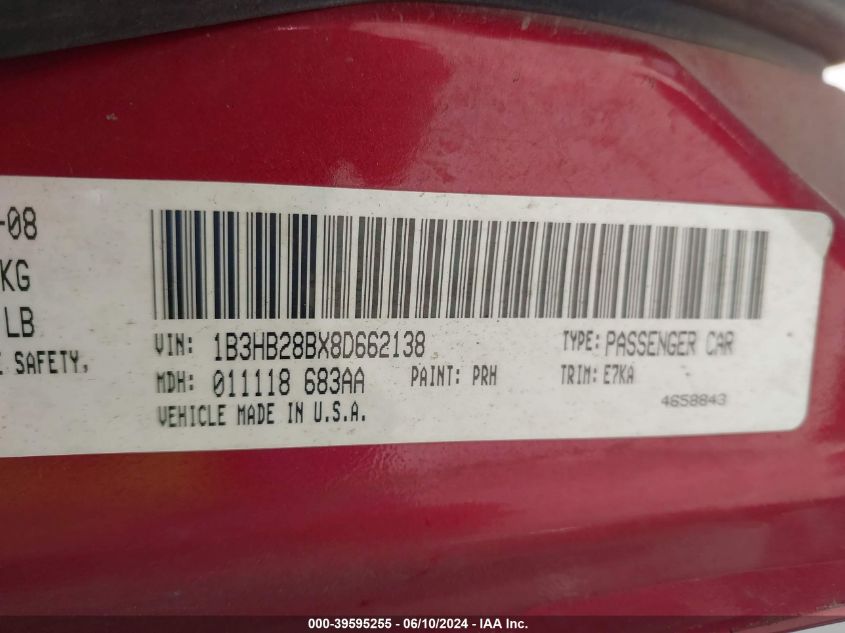 -08
KG
LB
SAFETY,
VIN: 1B3HB28BX8D662138
TYPE: PASSENGER CAR
MDH: 011118 683AA
PAINT: PRH
TRIM: E7KA
VEHICLE MADE IN U.S.A.
4658843
000-39595255 - 06/10/2024 - IAA Inc.